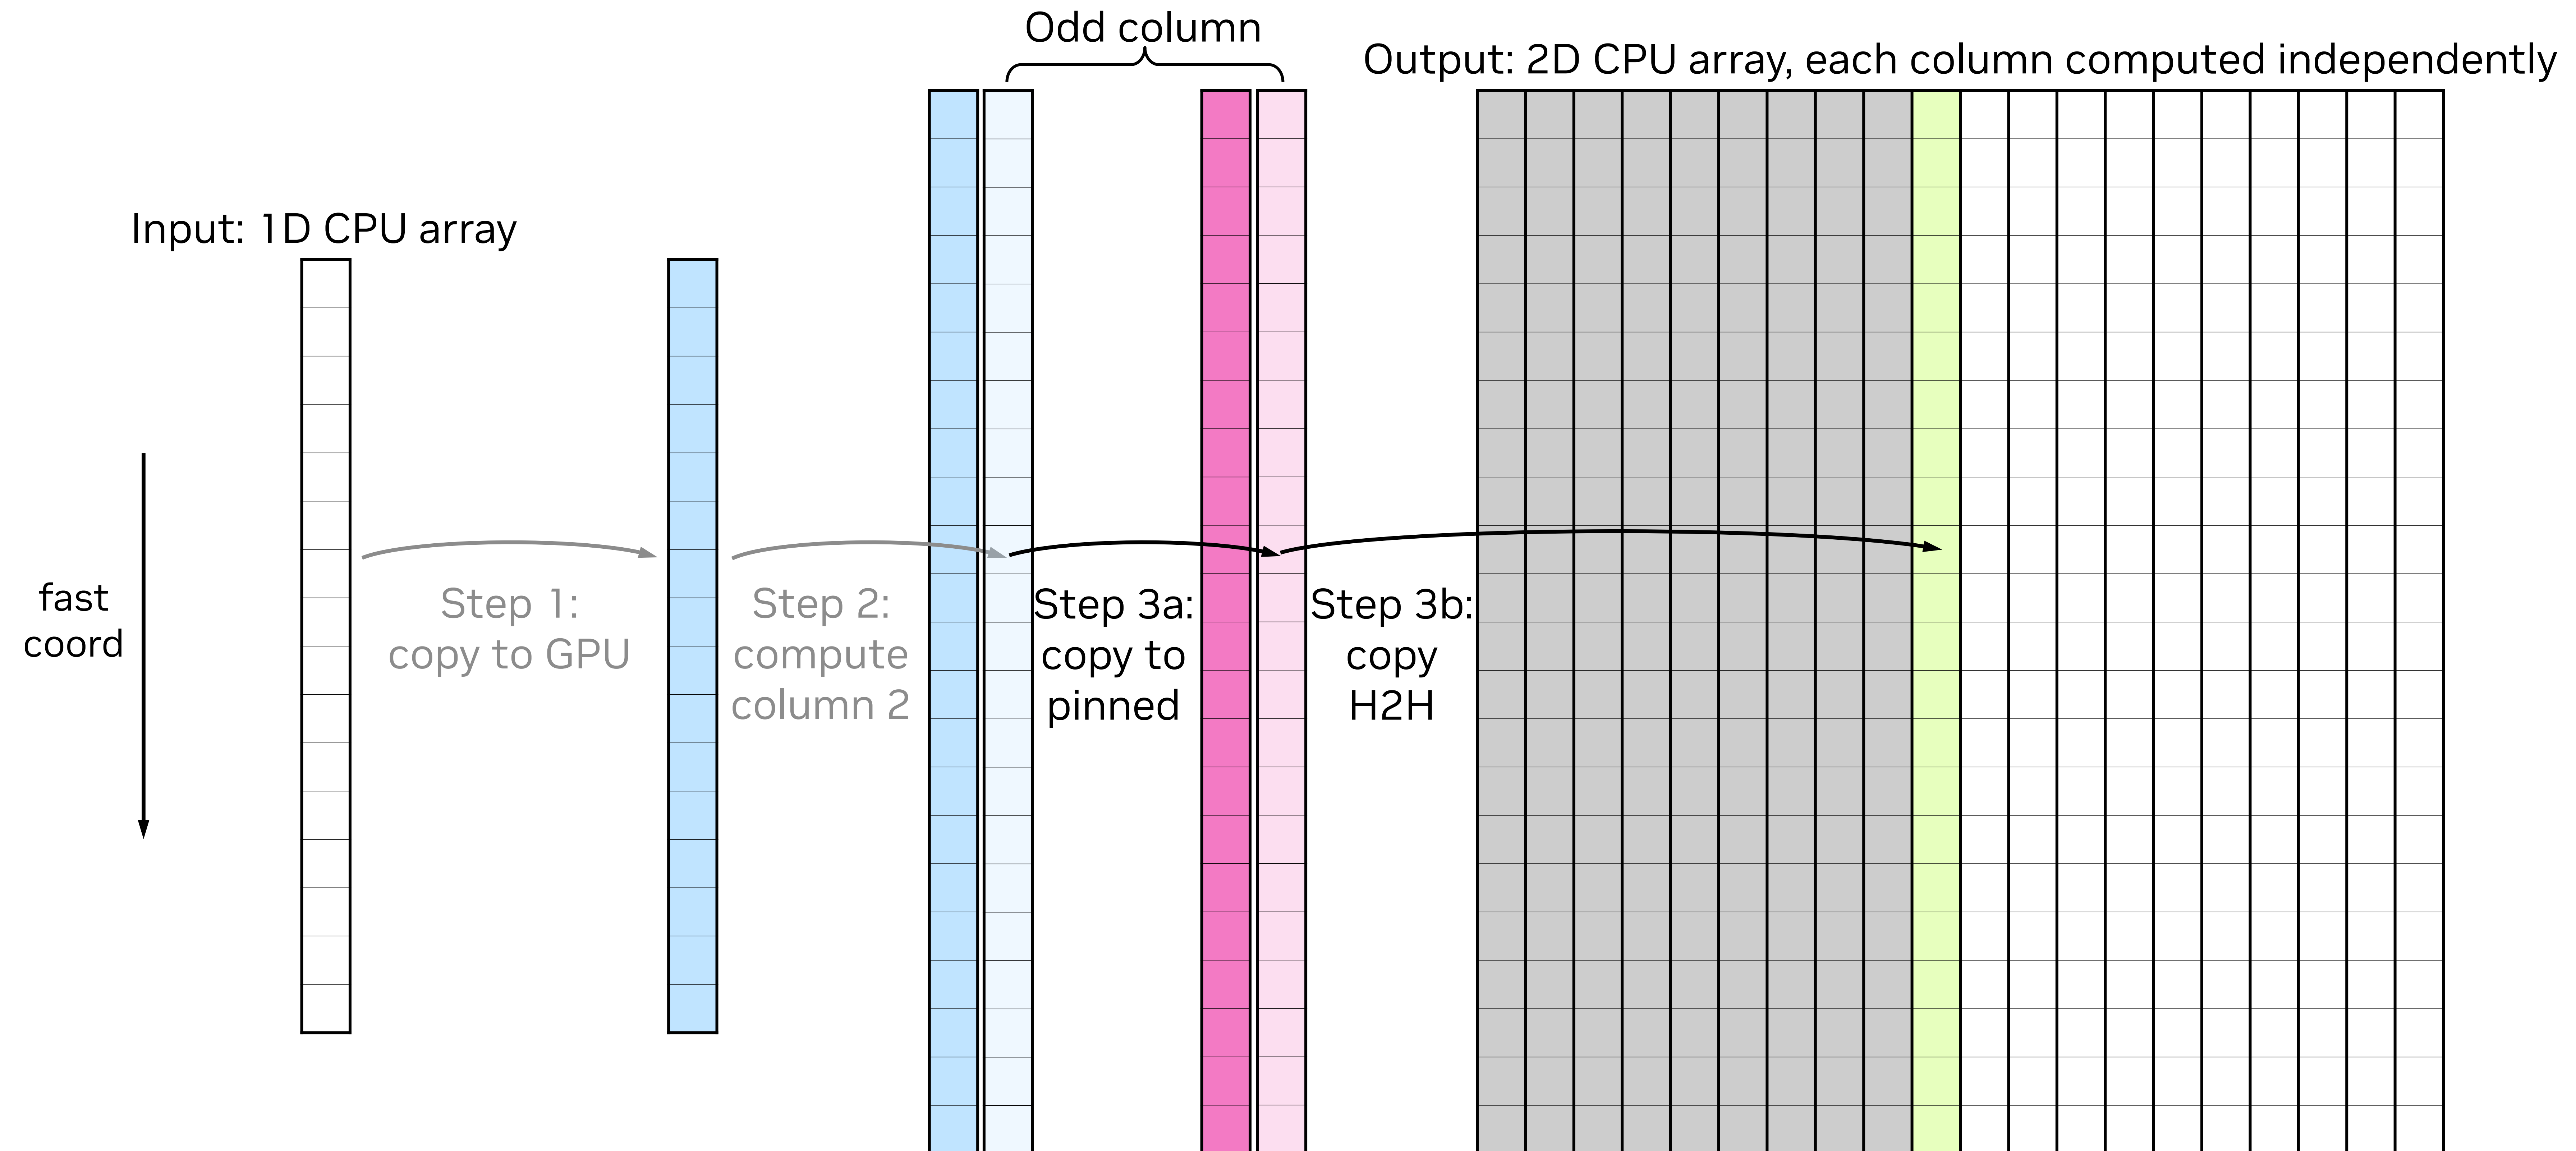 Odd column
Output: 2D CPU array, each column computed independently
Input: 1D CPU array
fast
coord
Step 1:
copy to GPU
Step 2:
compute
column 2
Step 3a:
copy to
pinned
Step 3b:
copy
H2H